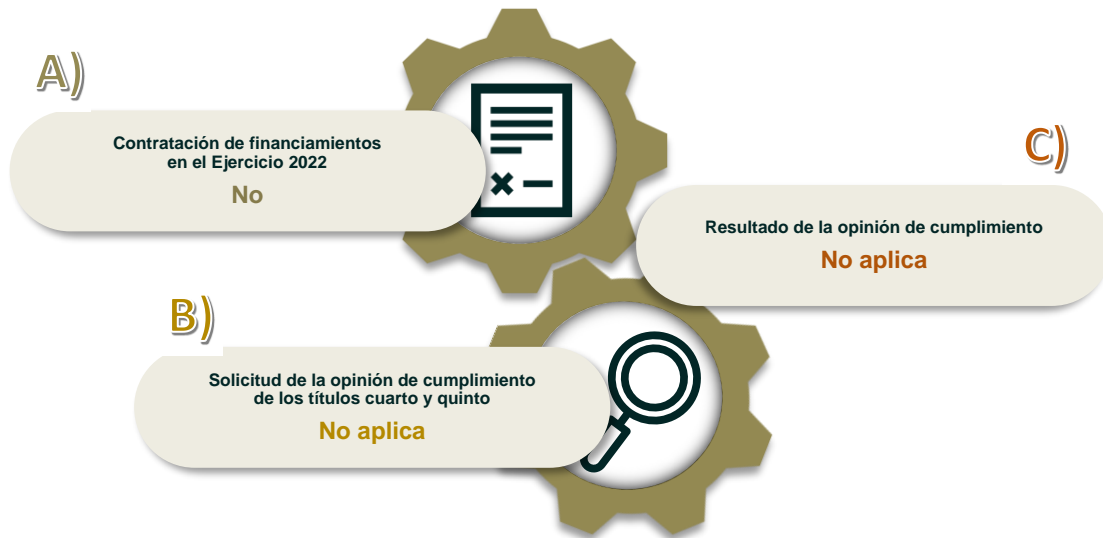 A)
Contratación de financiamientos
en el Ejercicio 2022
No
B)
Solicitud de la opinión de cumplimiento
de los títulos cuarto y quinto
No aplica
C)
Resultado de la opinión de cumplimiento
No aplica